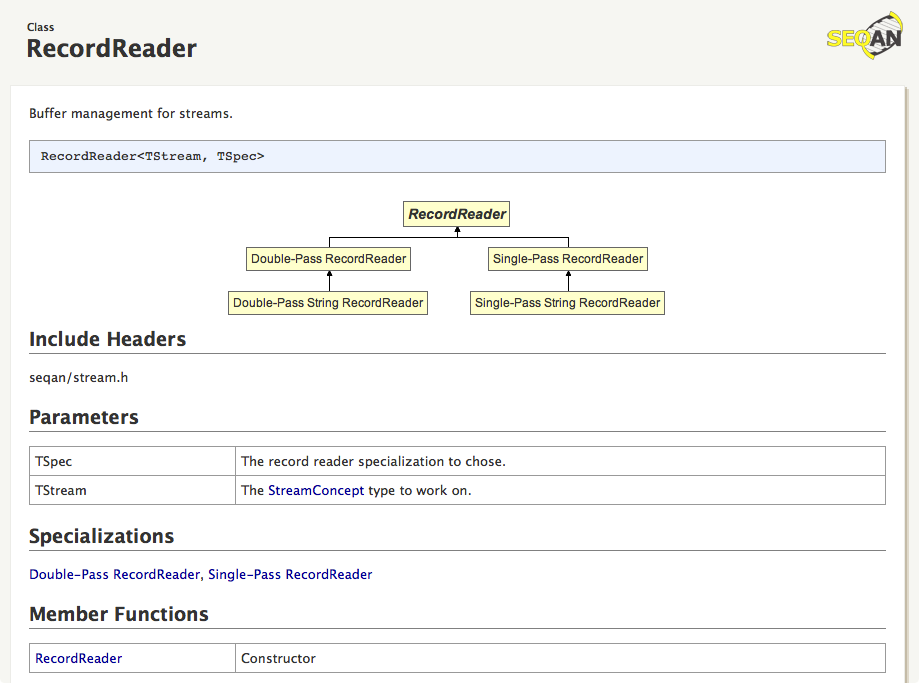 Class
RecordReader
SEQAN
Buffer management for streams.
RecordReader<TStream, TSpec>
RecordReader
Double-Pass RecordReader Single-Pass RecordReader
Double-Pass String RecordReader Single-Pass String RecordReader
Include Headers
seqan/stream.h
Parameters
TSpec The record reader specialization to chose.
TStream The StreamConcept type to work on.
Specializations
Double-Pass RecordReader, Single-Pass RecordReader
Member Functions
RecordReader Constructor